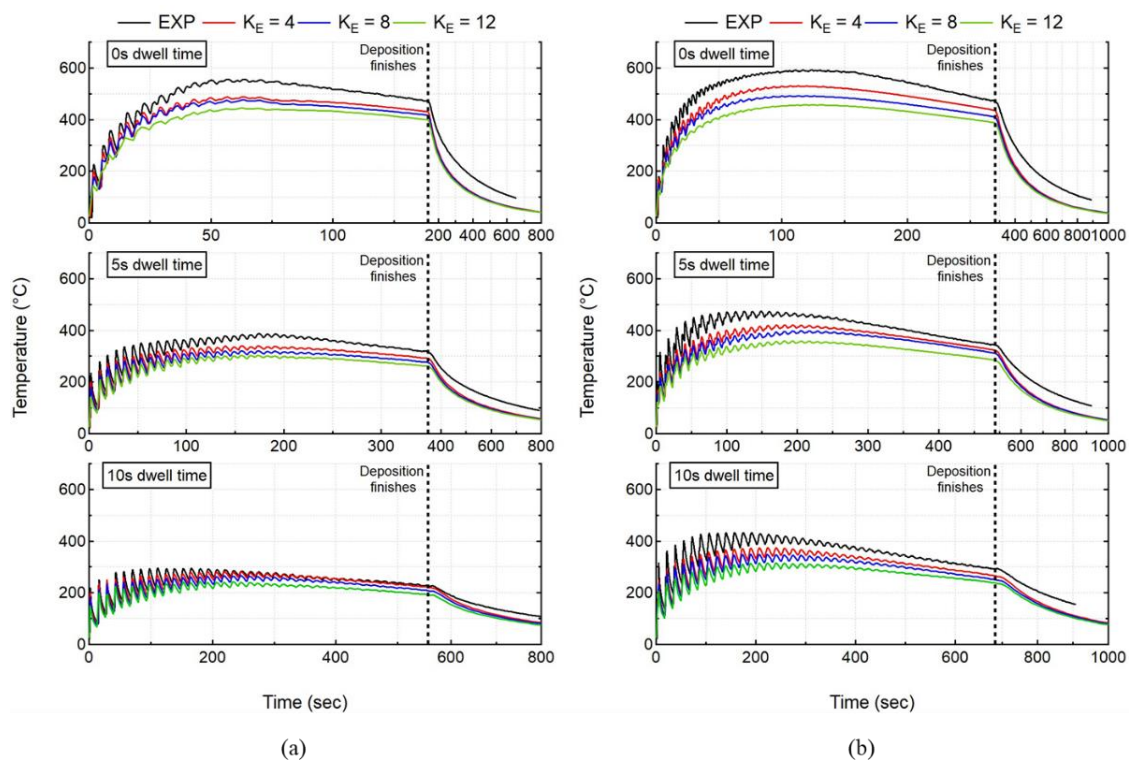 EXP K_E = 4 K_E = 8 K_E = 12
0s dwell time
Deposition
finishes
600
400
200
0
0 50 100 200 400 600 800
5s dwell time
Deposition
finishes
600
400
200
0
0 100 200 300 400 600 800
10s dwell time
Deposition
finishes
600
400
200
0
0 200 400 600 800
Temperature (°C)
Time (sec)
(a)
EXP K_E = 4 K_E = 8 K_E = 12
0s dwell time
Deposition
finishes
600
400
200
0
0 100 200 400 600 800 1000
5s dwell time
Deposition
finishes
600
400
200
0
0 100 200 300 400 600 800 1000
10s dwell time
Deposition
finishes
600
400
200
0
0 200 400 600 800 1000
Temperature (°C)
Time (sec)
(b)